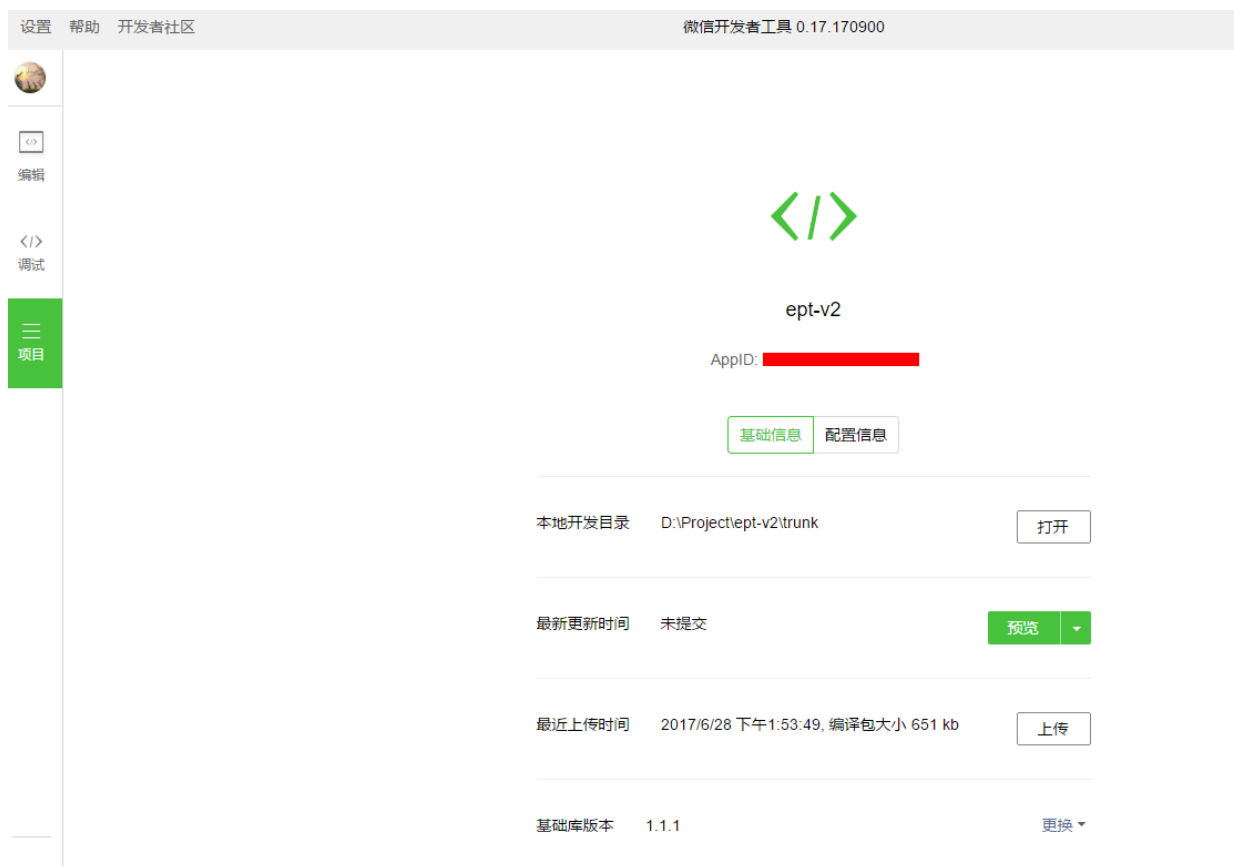 设置 帮助 开发者社区 微信开发者工具 0.17.170900
</>
编辑
</>
调试
项目
</>
ept-v2
AppID:
基础信息 配置信息
本地开发目录 D:\Project\ept-v2\trunk 打开
最新更新时间 未提交 预览
最近上传时间 2017/6/28 下午1:53:49, 编译包大小 651 kb 上传
基础库版本 1.1.1 更换